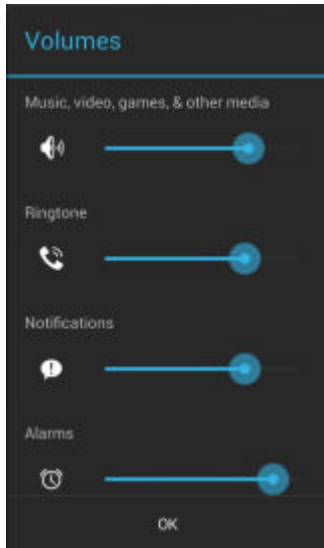 Volumes
Music, video, games, & other media
Ringtone
Notifications
Alarms
OK